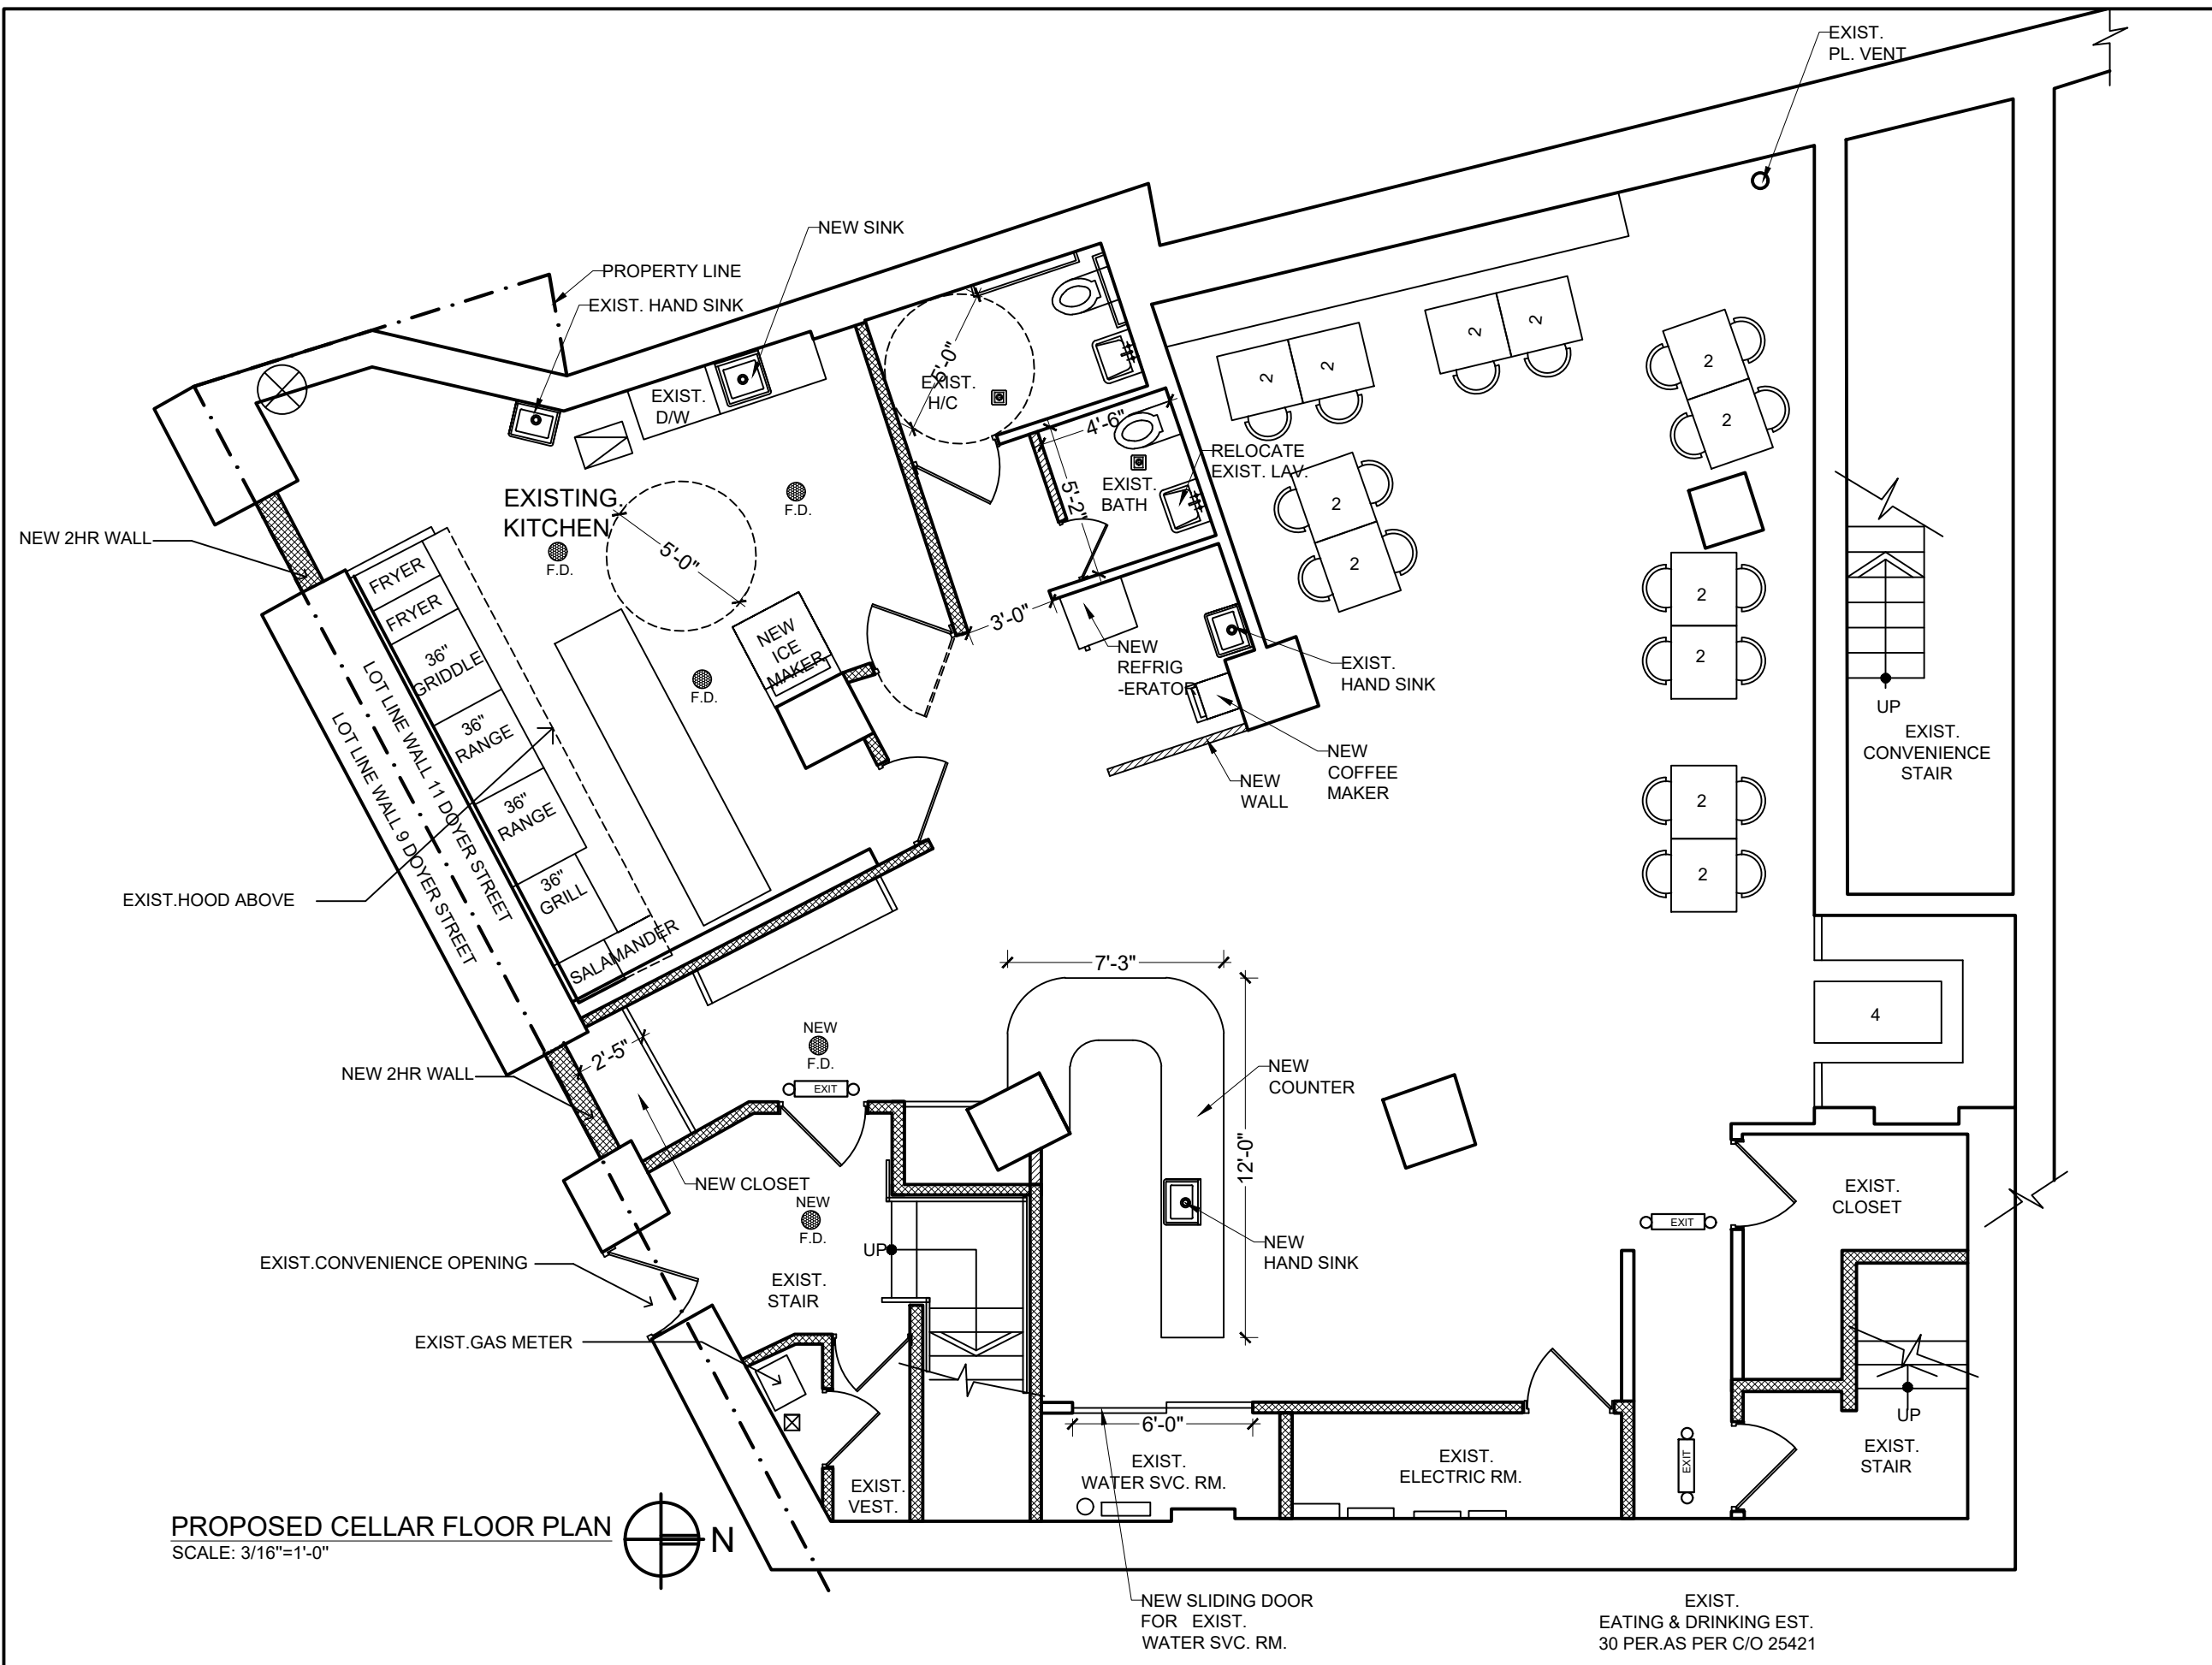 EXIST.
PL. VENT
NEW SINK
PROPERTY LINE
EXIST. HAND SINK
5'-0"
EXIST.
H/C
EXIST.
D/W
2
2
2
2
2
2
4'-6"
RELOCATE
EXIST. LAV.
EXIST.
BATH
5'-2"
2
2
EXISTING.
KITCHEN
F.D.
F.D.
5'-0"
NEW 2HR WALL
FRYER
FRYER
36"
GRIDDLE
36"
RANGE
36"
RANGE
36"
GRILL
SALAMANDER
NEW
ICE
MAKER
F.D.
3'-0"
NEW
REFRIG
-ERATOR
EXIST.
HAND SINK
2
2
UP
EXIST.
CONVENIENCE
STAIR
LOT LINE WALL 11 DOYER STREET
LOT LINE WALL 9 DOYER STREET
NEW
COFFEE
MAKER
NEW
WALL
2
2
EXIST.HOOD ABOVE
7'-3"
4
NEW
F.D.
2'-5"
NEW 2HR WALL
EXIT
NEW
COUNTER
12'-0"
NEW CLOSET
NEW
F.D.
EXIST.
CLOSET
EXIT
UP
NEW
HAND SINK
EXIST.CONVENIENCE OPENING
EXIST.
STAIR
EXIST.GAS METER
6'-0"
UP
EXIST.
WATER SVC. RM.
EXIST.
ELECTRIC RM.
EXIT
EXIST.
STAIR
EXIST.
VEST.
PROPOSED CELLAR FLOOR PLAN
SCALE: 3/16"=1'-0"
N
NEW SLIDING DOOR
FOR EXIST.
WATER SVC. RM.
EXIST.
EATING & DRINKING EST.
30 PER.AS PER C/O 25421